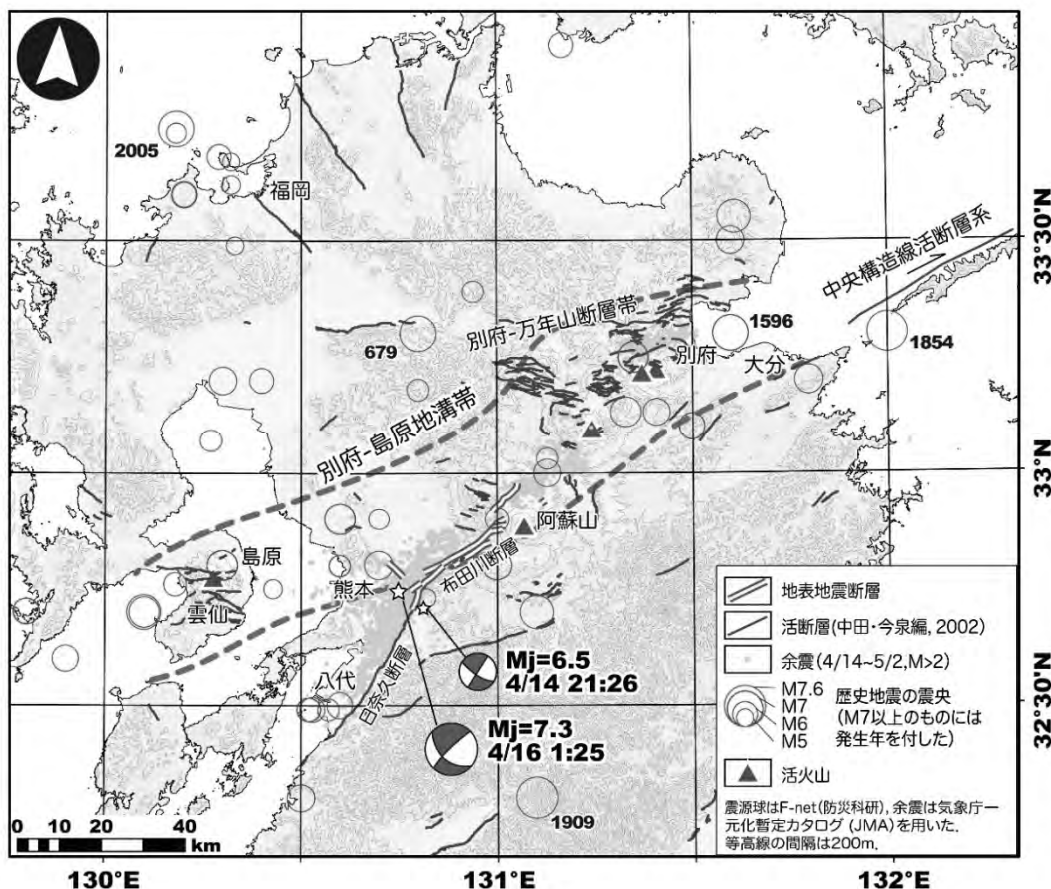 2005
福岡
33°30'N
中央構造線活断層系
別府-万年山断層帯
1596
1854
679
別府
大分
別府-島原地溝帯
33°N
阿蘇山
島原
熊本
布田川断層
雲仙
八代
日奈久断層
Mj=6.5
4/14 21:26
Mj=7.3
4/16 1:25
32°30'N
1909
地表地震断層
活断層(中田・今泉編, 2002)
余震(4/14~5/2,M>2)
M7.6
M7
M6
M5
歴史地震の震央
(M7以上のものには
発生年を付した)
活火山
震源球はF-net(防災科研), 余震は気象庁一
元化暫定カタログ (JMA)を用いた.
等高線の間隔は200m.
0 10 20 40
km
130°E
131°E
132°E